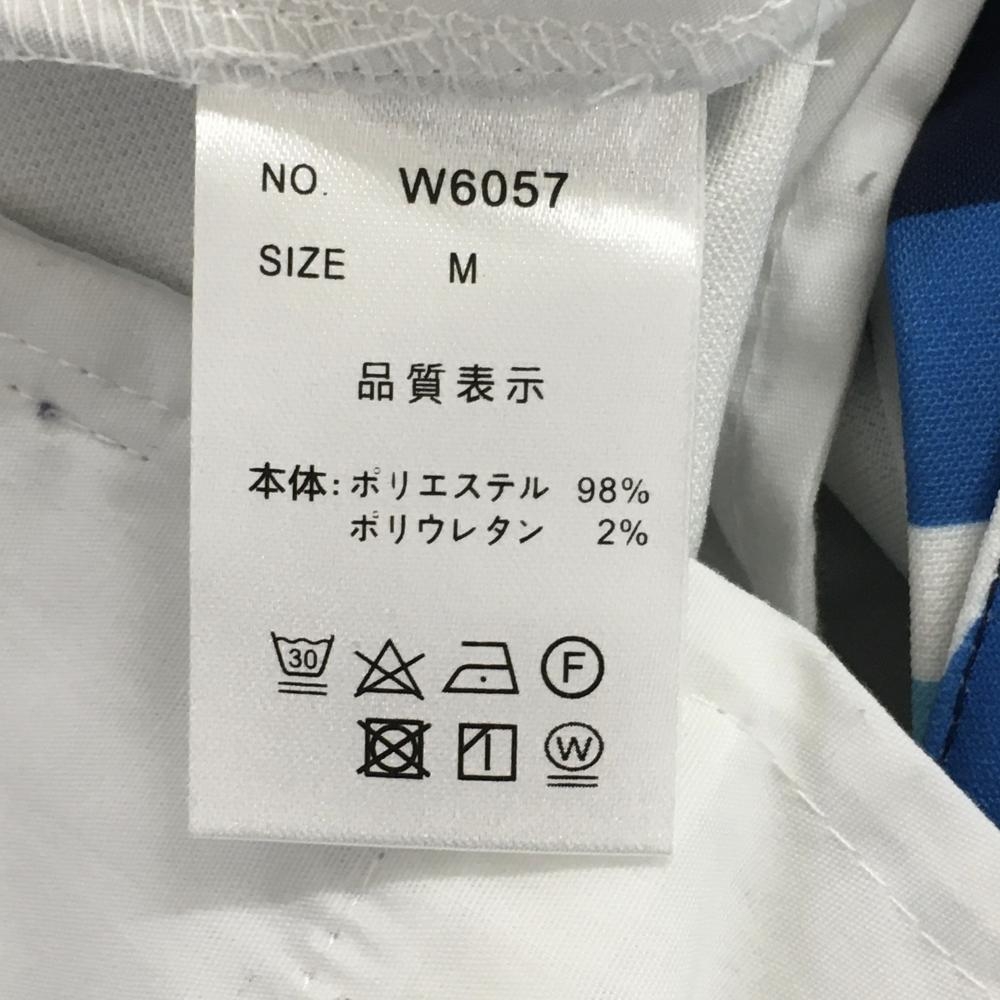 NO. W6057
SIZE M
品質表示
本体:ポリエステル 98%
ポリウレタン 2%
30
F
W